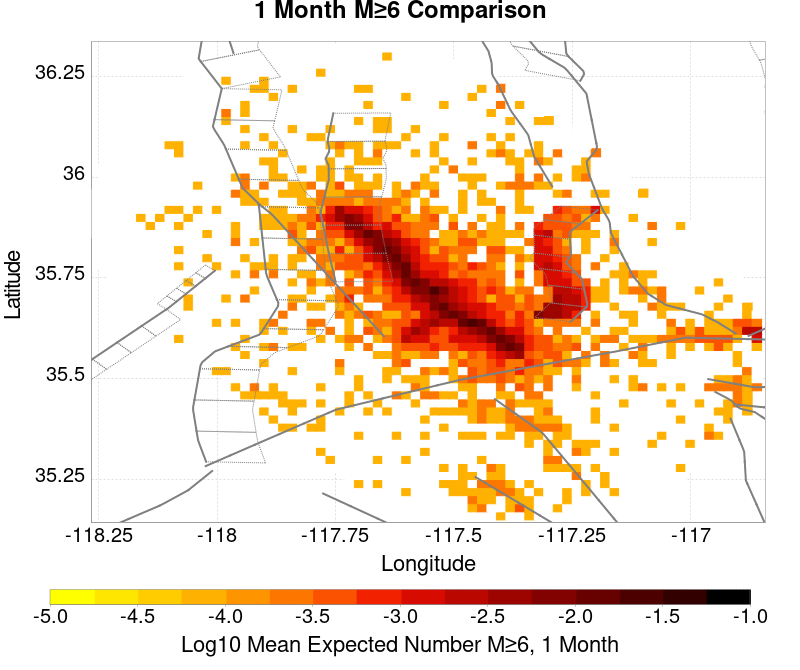 1 Month M≥6 Comparison
36.25
36
35.75
35.5
35.25
Latitude
-118.25 -118 -117.75 -117.5 -117.25 -117
Longitude
-5.0 -4.5 -4.0 -3.5 -3.0 -2.5 -2.0 -1.5 -1.0
Log10 Mean Expected Number M≥6, 1 Month